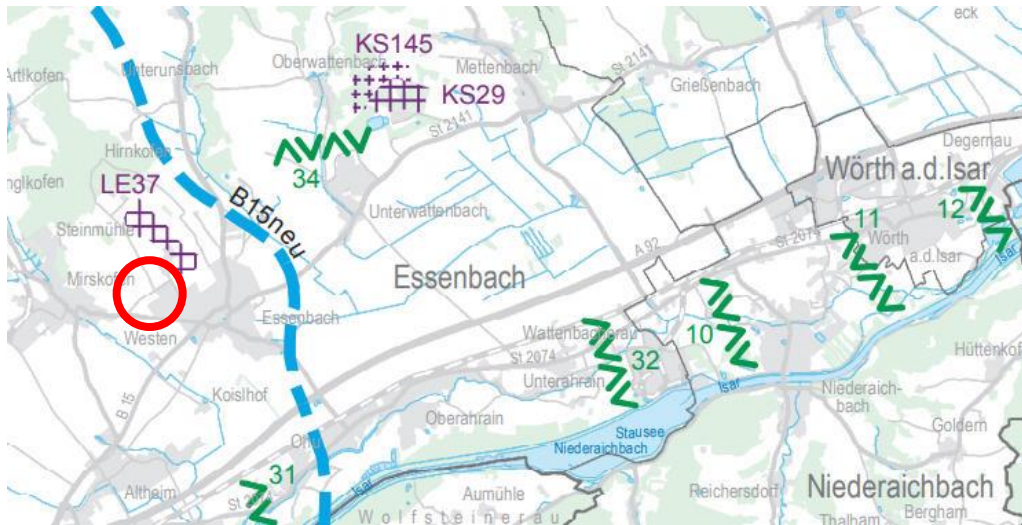 eck
KS145
Oberwattenbach
Mettenbach
St 2141
Artlkofen
Unterunsbach
KS29
Grießenbach
St 2141
Degernau
Hirnkofen
Wörth a.d.Isar
nglkofen
LE37
34
B15neu
Unterwattenbach
12
11
Steinmühle
A 92
St 2074
Wörth
a.d.Isar
Isar
Mirskofen
Essenbach
Essenbach
Westen
Wattenbacherau
10
St 2074
32
Hüttenkof
Koislhof
Unterahrain
Isar
B 15
Niederaich-
bach
Oberahrain
Goldern
Ohu
Stausee
Niederaichbach
31
Altheim
Isar
Aumühle
Reichersdorf
Niederaichbach
Wolfsteinerau
Thalham
Bergham